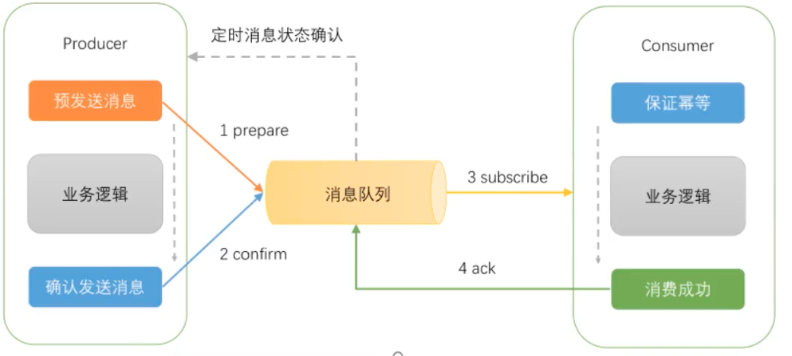 Producer
定时消息状态确认
Consumer
预发送消息
保证幂等
1 prepare
业务逻辑
消息队列
3 subscribe
业务逻辑
2 confirm
4 ack
确认发送消息
消费成功